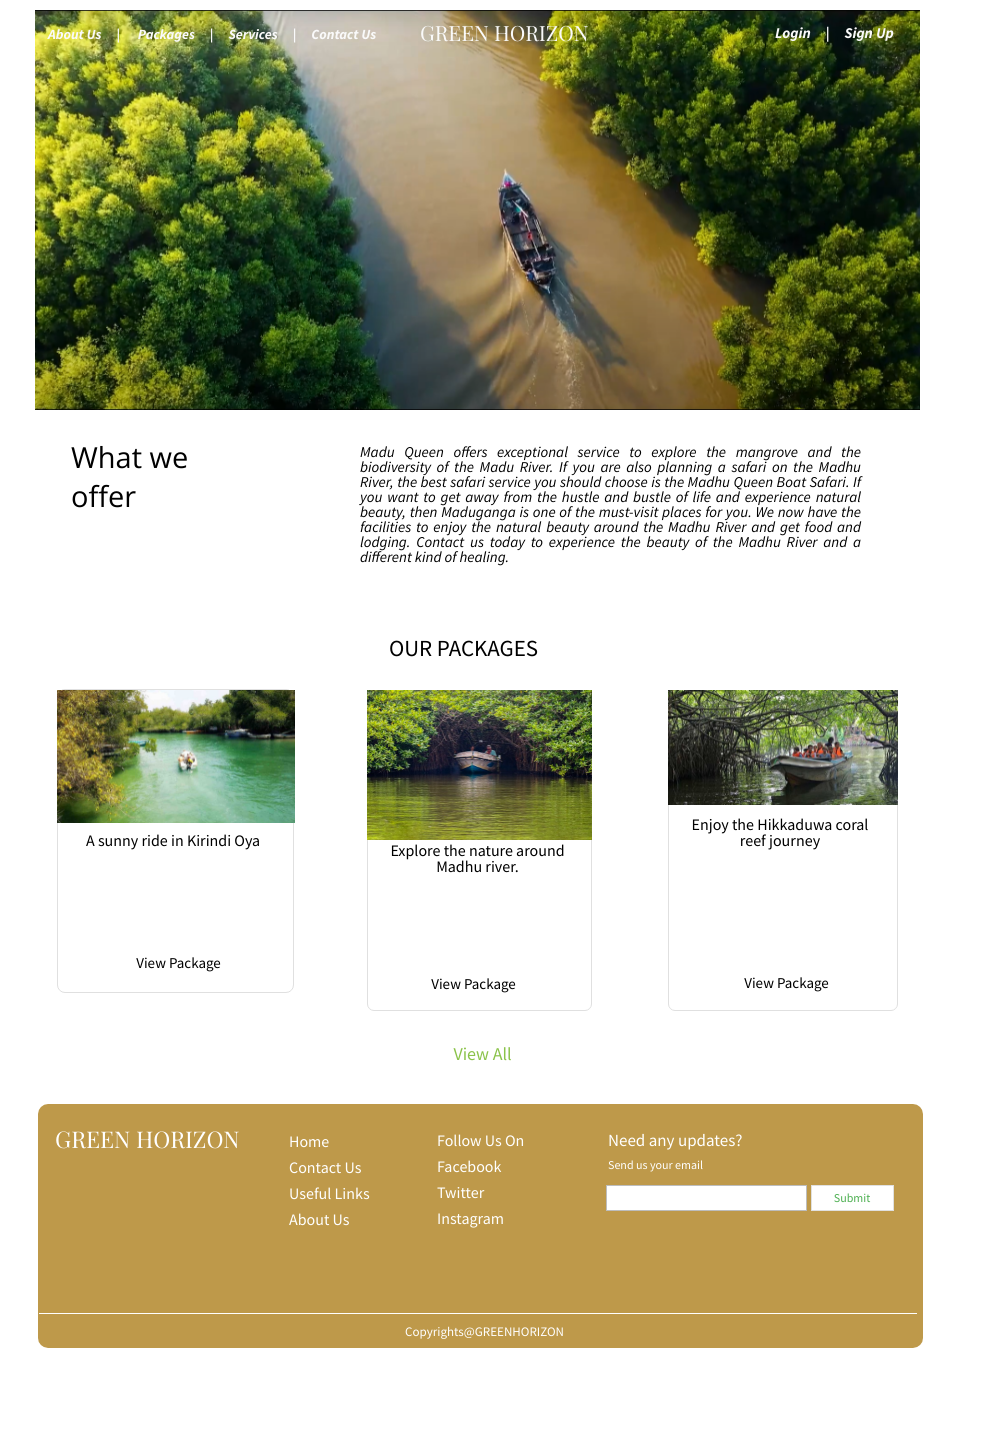 About Us | Packages | Services | Contact Us GREEN HORIZON Login | Sign Up
What we
offer
Madu Queen offers exceptional service to explore the mangrove and the
biodiversity of the Madu River. If you are also planning a safari on the Madhu
River, the best safari service you should choose is the Madhu Queen Boat Safari. If
you want to get away from the hustle and bustle of life and experience natural
beauty, then Maduganga is one of the must-visit places for you. We now have the
facilities to enjoy the natural beauty around the Madhu River and get food and
lodging. Contact us today to experience the beauty of the Madhu River and a
different kind of healing.
OUR PACKAGES
A sunny ride in Kirindi Oya
View Package
Explore the nature around
Madhu river.
View Package
Enjoy the Hikkaduwa coral
reef journey
View Package
View All
GREEN HORIZON
Home
Contact Us
Useful Links
About Us
Follow Us On
Facebook
Twitter
Instagram
Need any updates?
Send us your email
Submit
Copyrights@GREENHORIZON